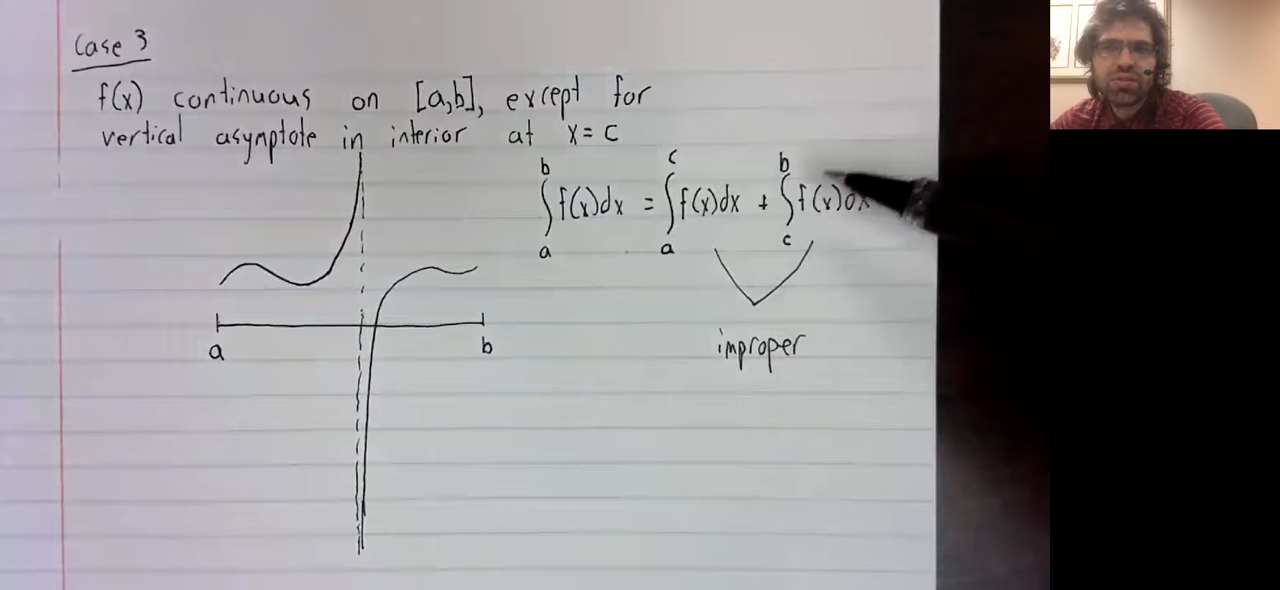 Case 3
f(x) continuous on [a,b], except for
vertical asymptote in interior at x = c
b c b
∫f(x)dx = ∫f(x)dx + ∫f(x)dx
a a c
improper
a b